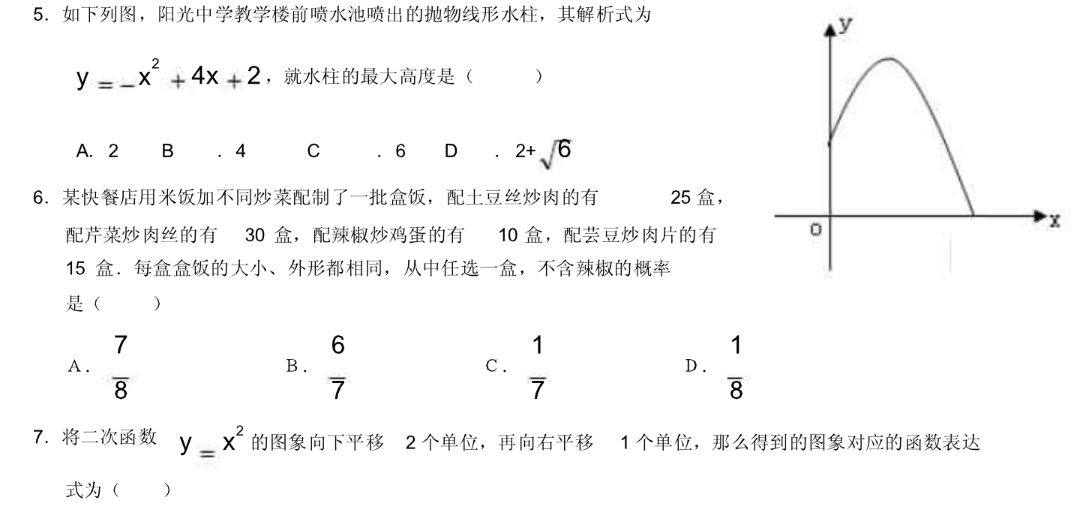 5. 如下列图，阳光中学教学楼前喷水池喷出的抛物线形水柱，其解析式为
y = −x² + 4x + 2，就水柱的最大高度是（ ）
A. 2 B . 4 C . 6 D . 2+√6
6. 某快餐店用米饭加不同炒菜配制了一批盒饭，配土豆丝炒肉的有 25 盒，
配芹菜炒肉丝的有 30 盒，配辣椒炒鸡蛋的有 10 盒，配芸豆炒肉片的有
15 盒．每盒盒饭的大小、外形都相同，从中任选一盒，不含辣椒的概率
是（ ）
A. 7/8 B. 6/7 C. 1/7 D. 1/8
7. 将二次函数 y = x² 的图象向下平移 2 个单位，再向右平移 1 个单位，那么得到的图象对应的函数表达
式为（ ）
y
O
x